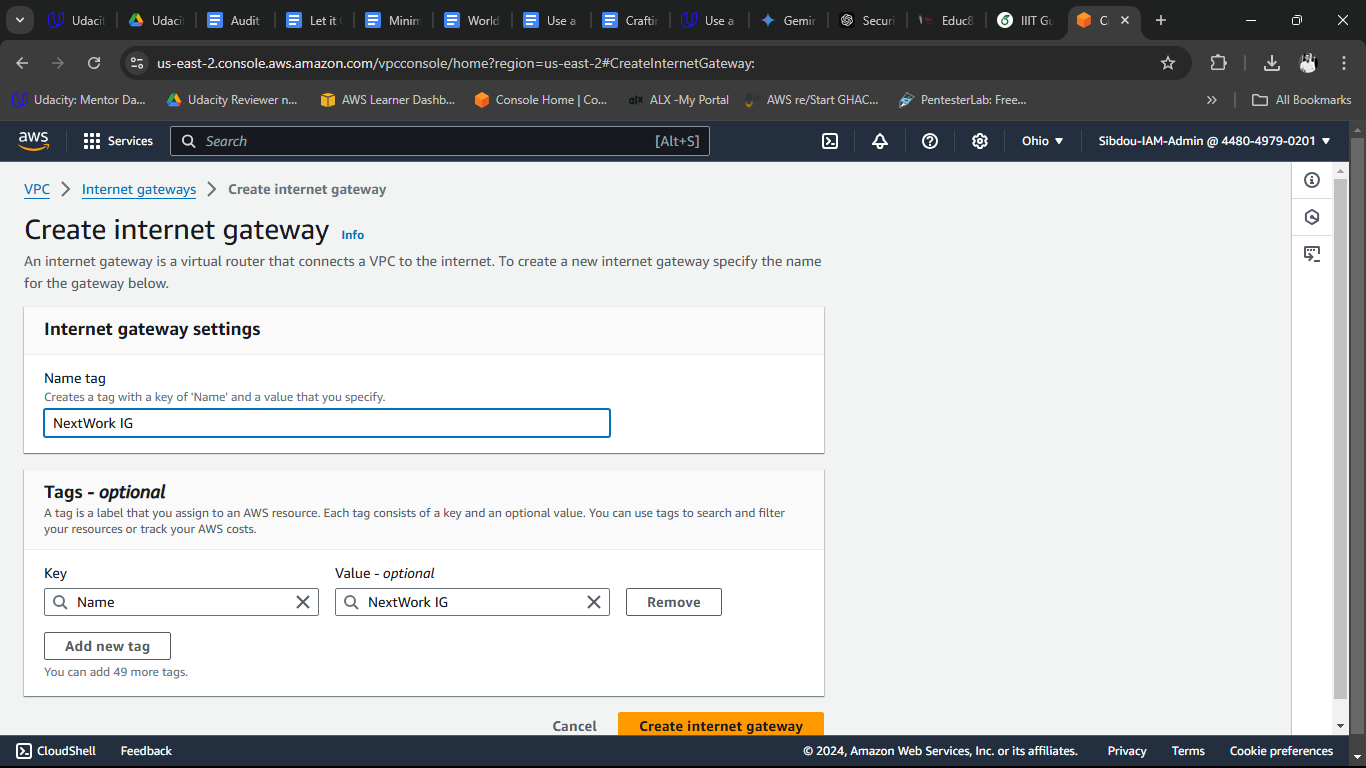 Udacit
Udacit
Audit
Let it
Minim
World
Use a
Craftin
Use a
Gemin
Securi
Educ8
IIIT Gu
us-east-2.console.aws.amazon.com/vpcconsole/home?region=us-east-2#CreateInternetGateway:
Udacity: Mentor Da...
Udacity Reviewer n...
AWS Learner Dashb...
Console Home | Co...
alx
ALX -My Portal
AWS re/Start GHAC...
PentesterLab: Free...
»
All Bookmarks
aws
Services
Search
[Alt+S]
Ohio
Sibdou-IAM-Admin @ 4480-4979-0201
VPC
Internet gateways
Create internet gateway
Create internet gateway
Info
An internet gateway is a virtual router that connects a VPC to the internet. To create a new internet gateway specify the name
for the gateway below.
Internet gateway settings
Name tag
Creates a tag with a key of 'Name' and a value that you specify.
NextWork IG
Tags - optional
A tag is a label that you assign to an AWS resource. Each tag consists of a key and an optional value. You can use tags to search and filter
your resources or track your AWS costs.
Key
Value - optional
Name
NextWork IG
Remove
Add new tag
You can add 49 more tags.
Cancel
Create internet gateway
CloudShell
Feedback
© 2024, Amazon Web Services, Inc. or its affiliates.
Privacy
Terms
Cookie preferences